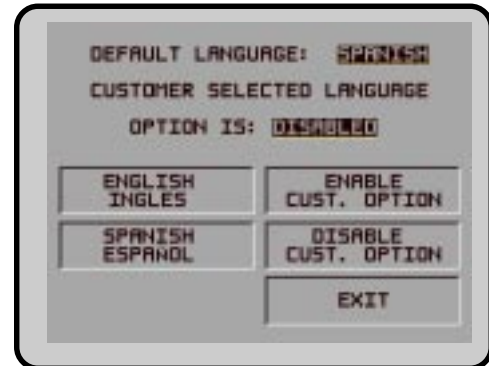 DEFAULT LANGUAGE: SPANISH
CUSTOMER SELECTED LANGUAGE
OPTION IS: DISABLED
ENGLISH
INGLES
ENABLE
CUST. OPTION
SPANISH
ESPANOL
DISABLE
CUST. OPTION
EXIT